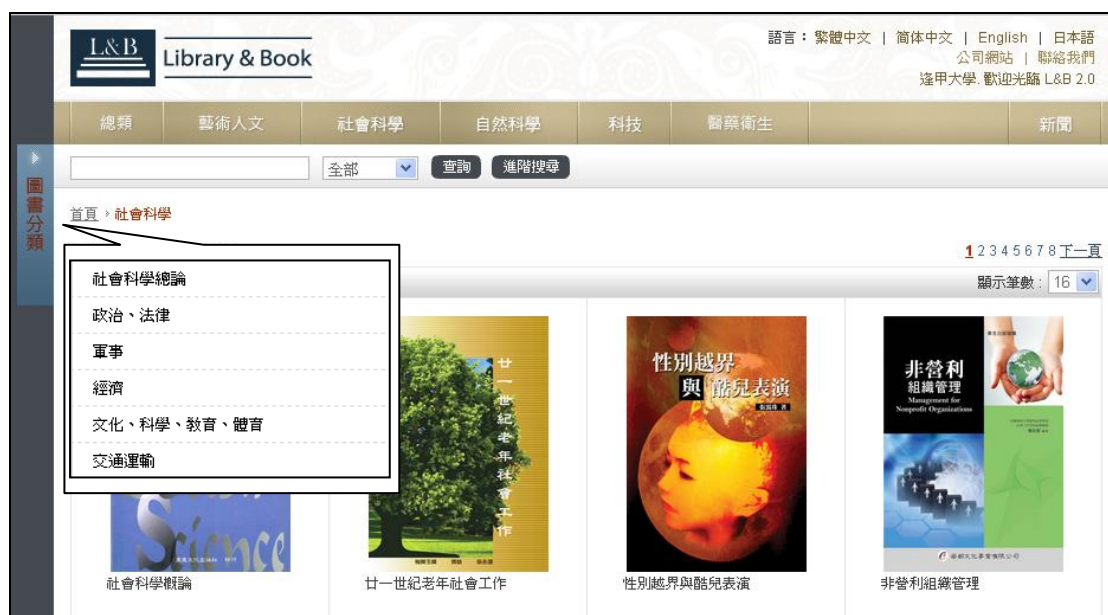 L&B
Library & Book
語言：繁體中文 | 簡体中文 | English | 日本語
公司網站 | 聯絡我們
逢甲大學. 歡迎光臨 L&B 2.0
總類 藝術人文 社會科學 自然科學 科技 醫藥衛生 新聞
全部 查詢 進階搜尋
圖書分類
首頁 社會科學
1 2 3 4 5 6 7 8 下一頁
顯示筆數 : 16
社會科學總論
政治、法律
軍事
經濟
文化、科學、教育、體育
交通運輸
Science
廿一世紀老年社會工作
性別越界
與 酷兒表演
非營利
組織管理
Management for
Nonprofit Organizations
社會科學概論
廿一世紀老年社會工作
性別越界與酷兒表演
非營利組織管理